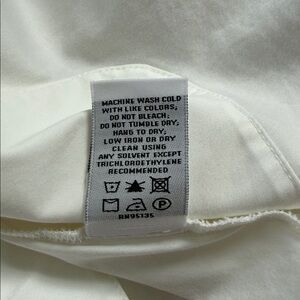 MACHINE WASH COLD
WITH LIKE COLORS;
DO NOT BLEACH;
DO NOT TUMBLE DRY;
HANG TO DRY;
LOW IRON OR DRY
CLEAN USING
ANY SOLVENT EXCEPT
TRICHLOROETHYLENE
RECOMMENDED
P
RN95135